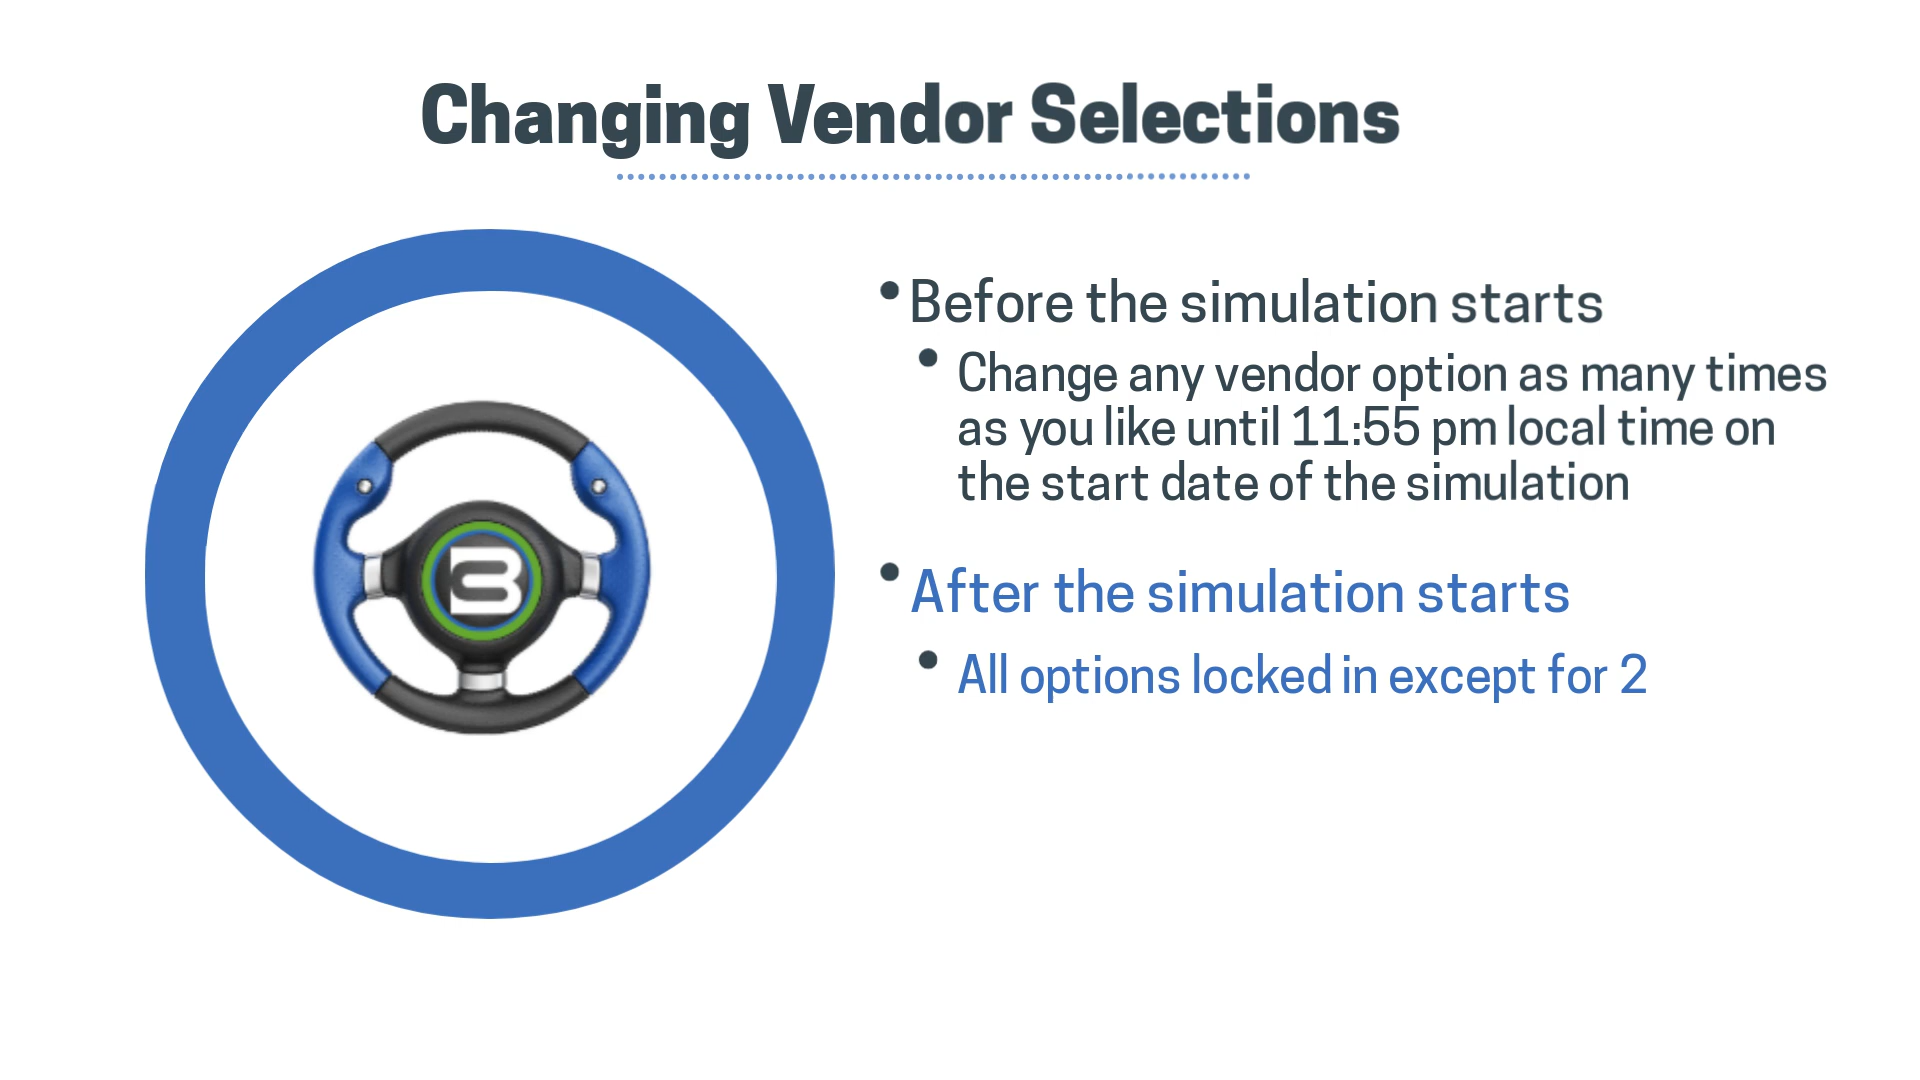 Changing Vendor Selections
• Before the simulation starts
• Change any vendor option as many times
as you like until 11:55 pm local time on
the start date of the simulation
• After the simulation starts
• All options locked in except for 2
B